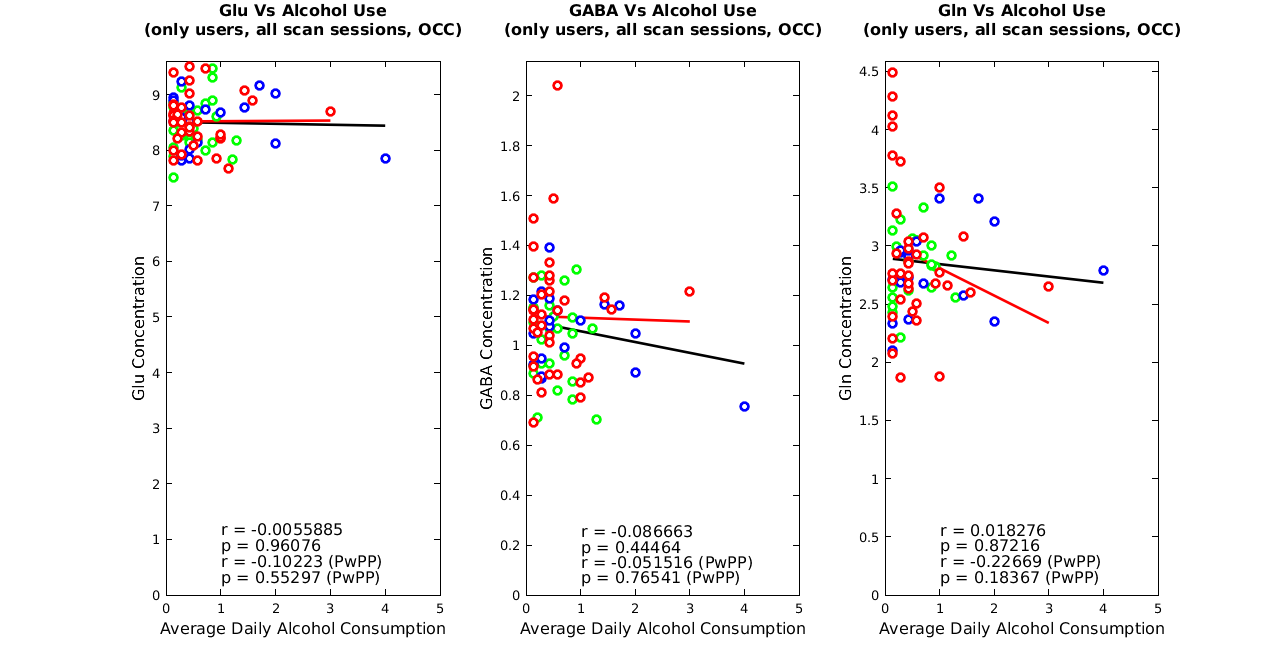 Glu Vs Alcohol Use
(only users, all scan sessions, OCC)
Glu Concentration
9
8
7
6
5
4
3
2
1
0
r = -0.0055885
p = 0.96076
r = -0.10223 (PwPP)
p = 0.55297 (PwPP)
0 1 2 3 4 5
Average Daily Alcohol Consumption
GABA Vs Alcohol Use
(only users, all scan sessions, OCC)
GABA Concentration
2
1.8
1.6
1.4
1.2
1
0.8
0.6
0.4
0.2
0
r = -0.086663
p = 0.44464
r = -0.051516 (PwPP)
p = 0.76541 (PwPP)
0 1 2 3 4 5
Average Daily Alcohol Consumption
Gln Vs Alcohol Use
(only users, all scan sessions, OCC)
Gln Concentration
4.5
4
3.5
3
2.5
2
1.5
1
0.5
0
r = 0.018276
p = 0.87216
r = -0.22669 (PwPP)
p = 0.18367 (PwPP)
0 1 2 3 4 5
Average Daily Alcohol Consumption